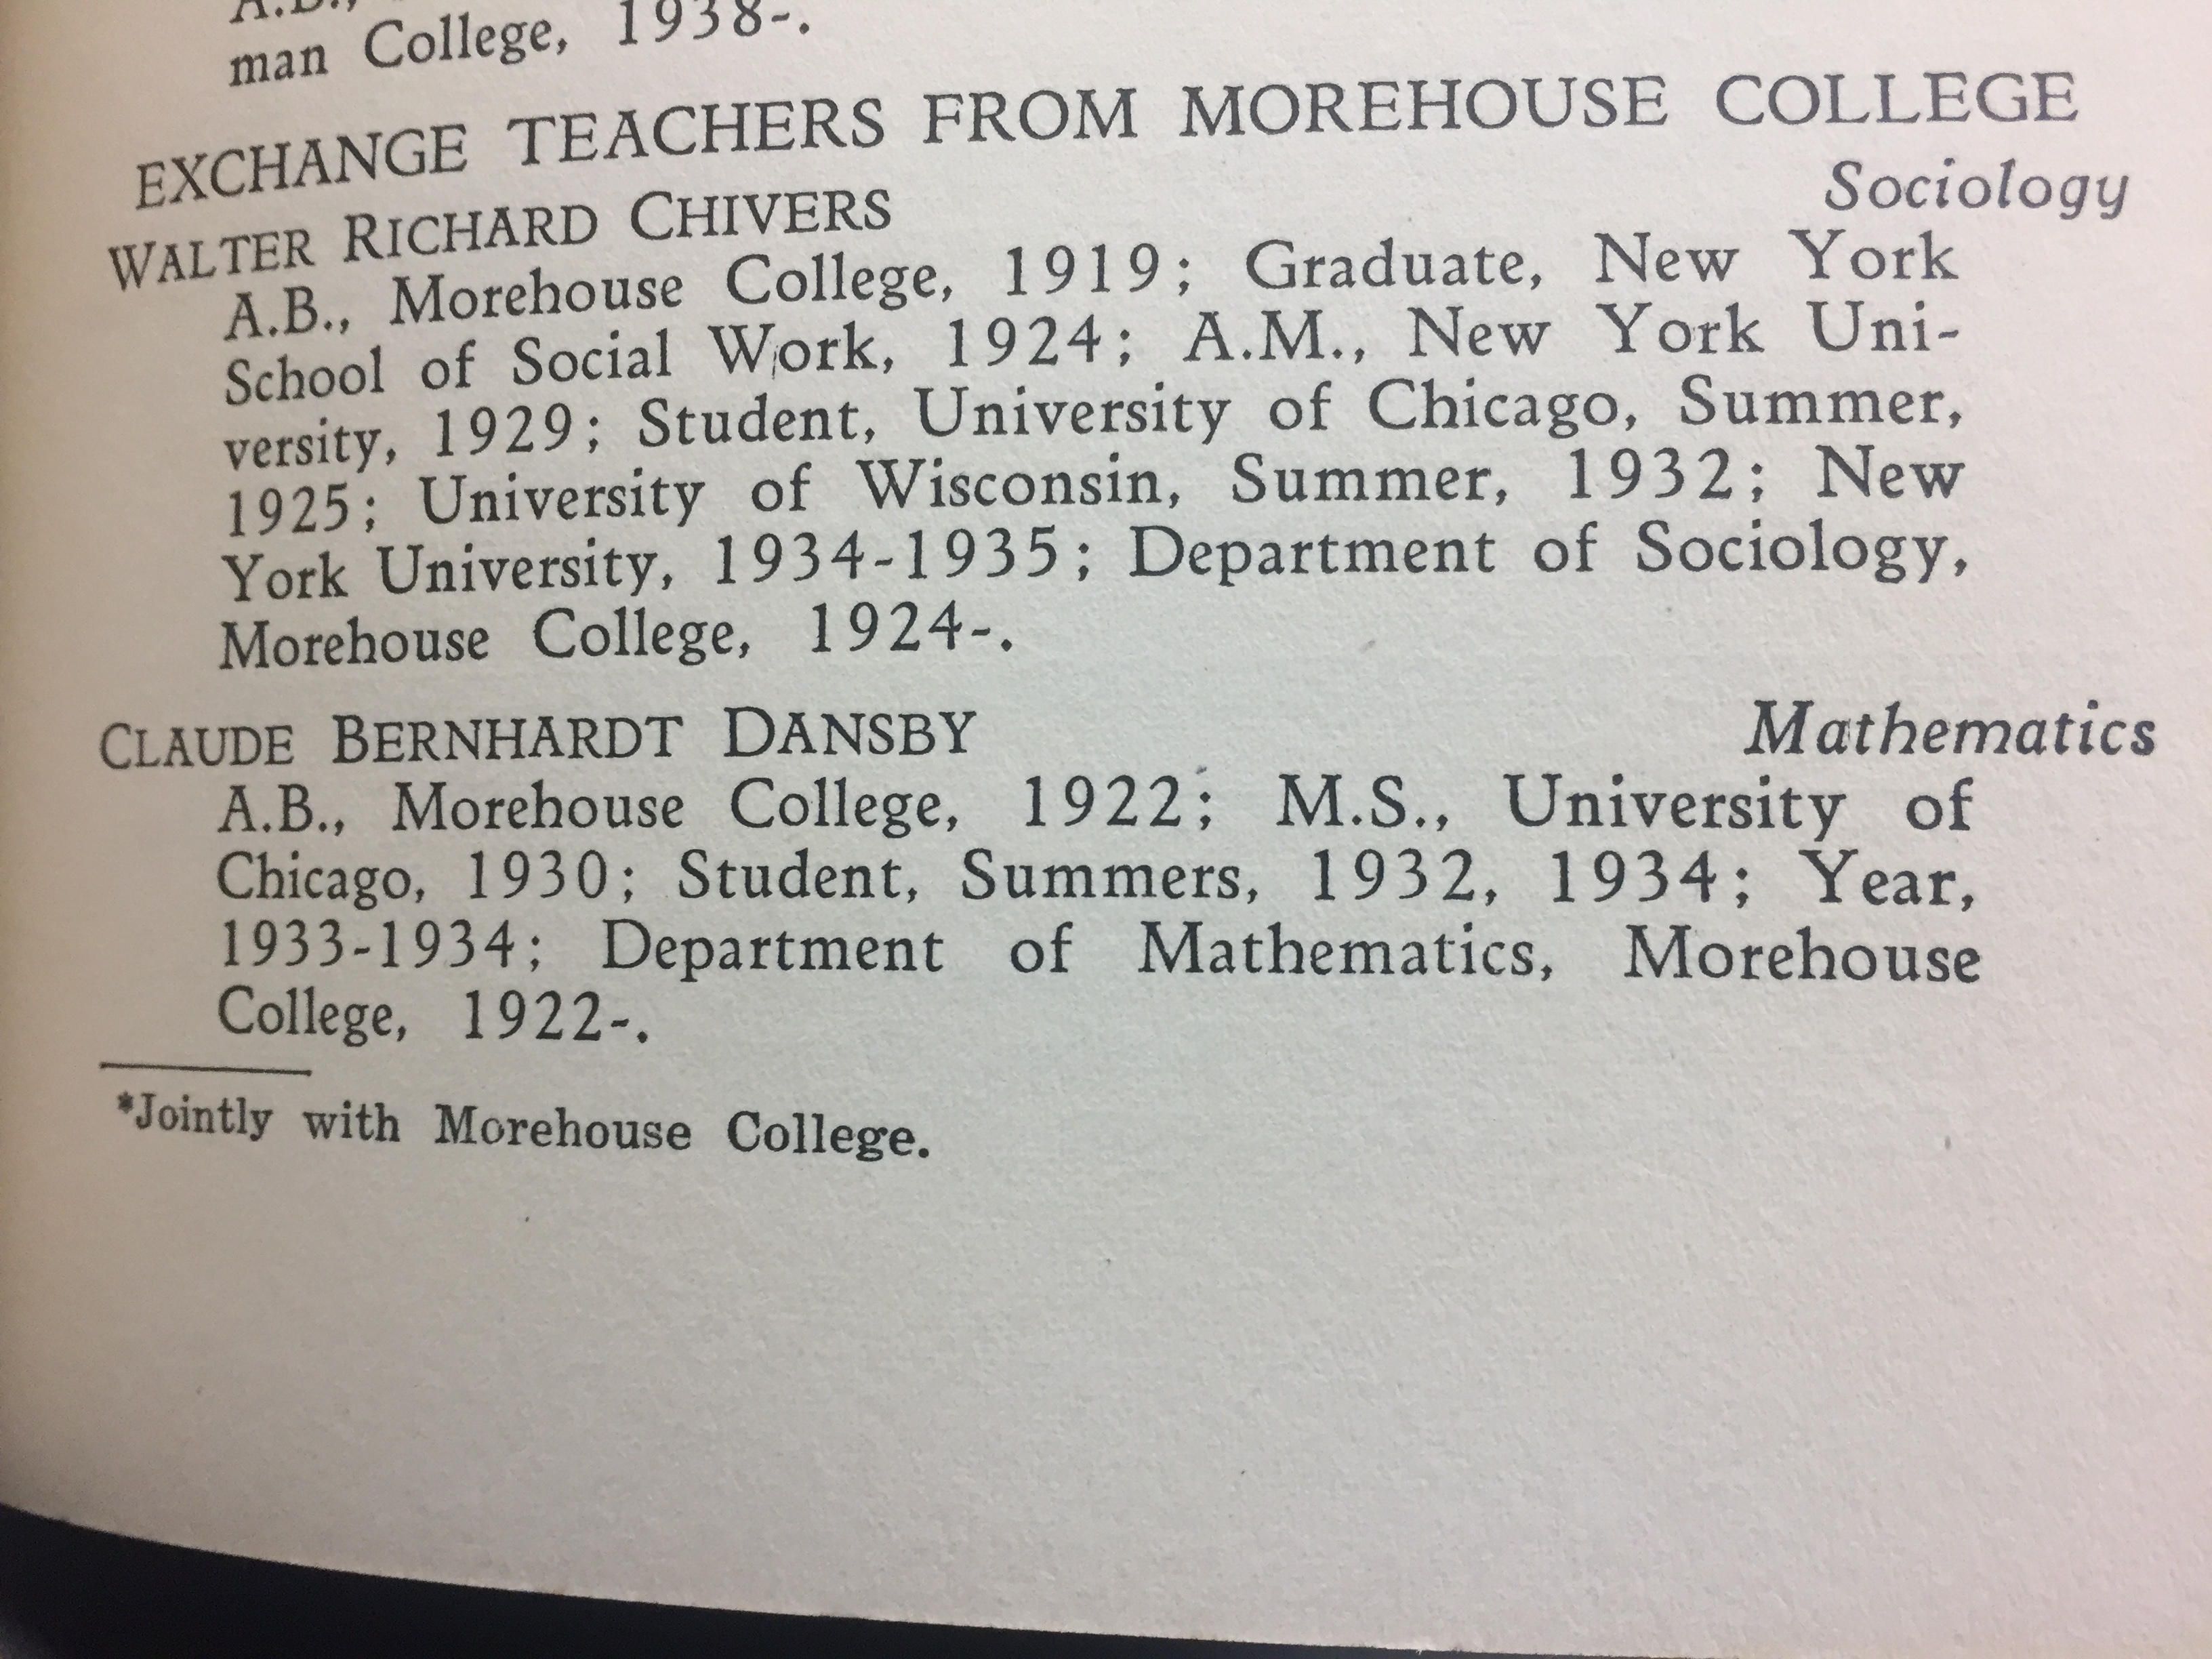 man College, 1938-.
EXCHANGE TEACHERS FROM MOREHOUSE COLLEGE
WALTER RICHARD CHIVERS Sociology
A.B., Morehouse College, 1919; Graduate, New York
School of Social Work, 1924; A.M., New York Uni-
versity, 1929; Student, University of Chicago, Summer,
1925; University of Wisconsin, Summer, 1932; New
York University, 1934-1935; Department of Sociology,
Morehouse College, 1924-.
CLAUDE BERNHARDT DANSBY Mathematics
A.B., Morehouse College, 1922; M.S., University of
Chicago, 1930; Student, Summers, 1932, 1934; Year,
1933-1934; Department of Mathematics, Morehouse
College, 1922-.
*Jointly with Morehouse College.